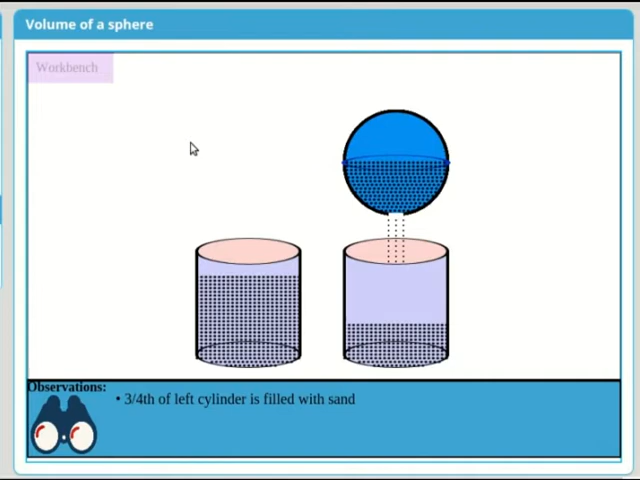 Volume of a sphere
Workbench
Observations:
• 3/4th of left cylinder is filled with sand